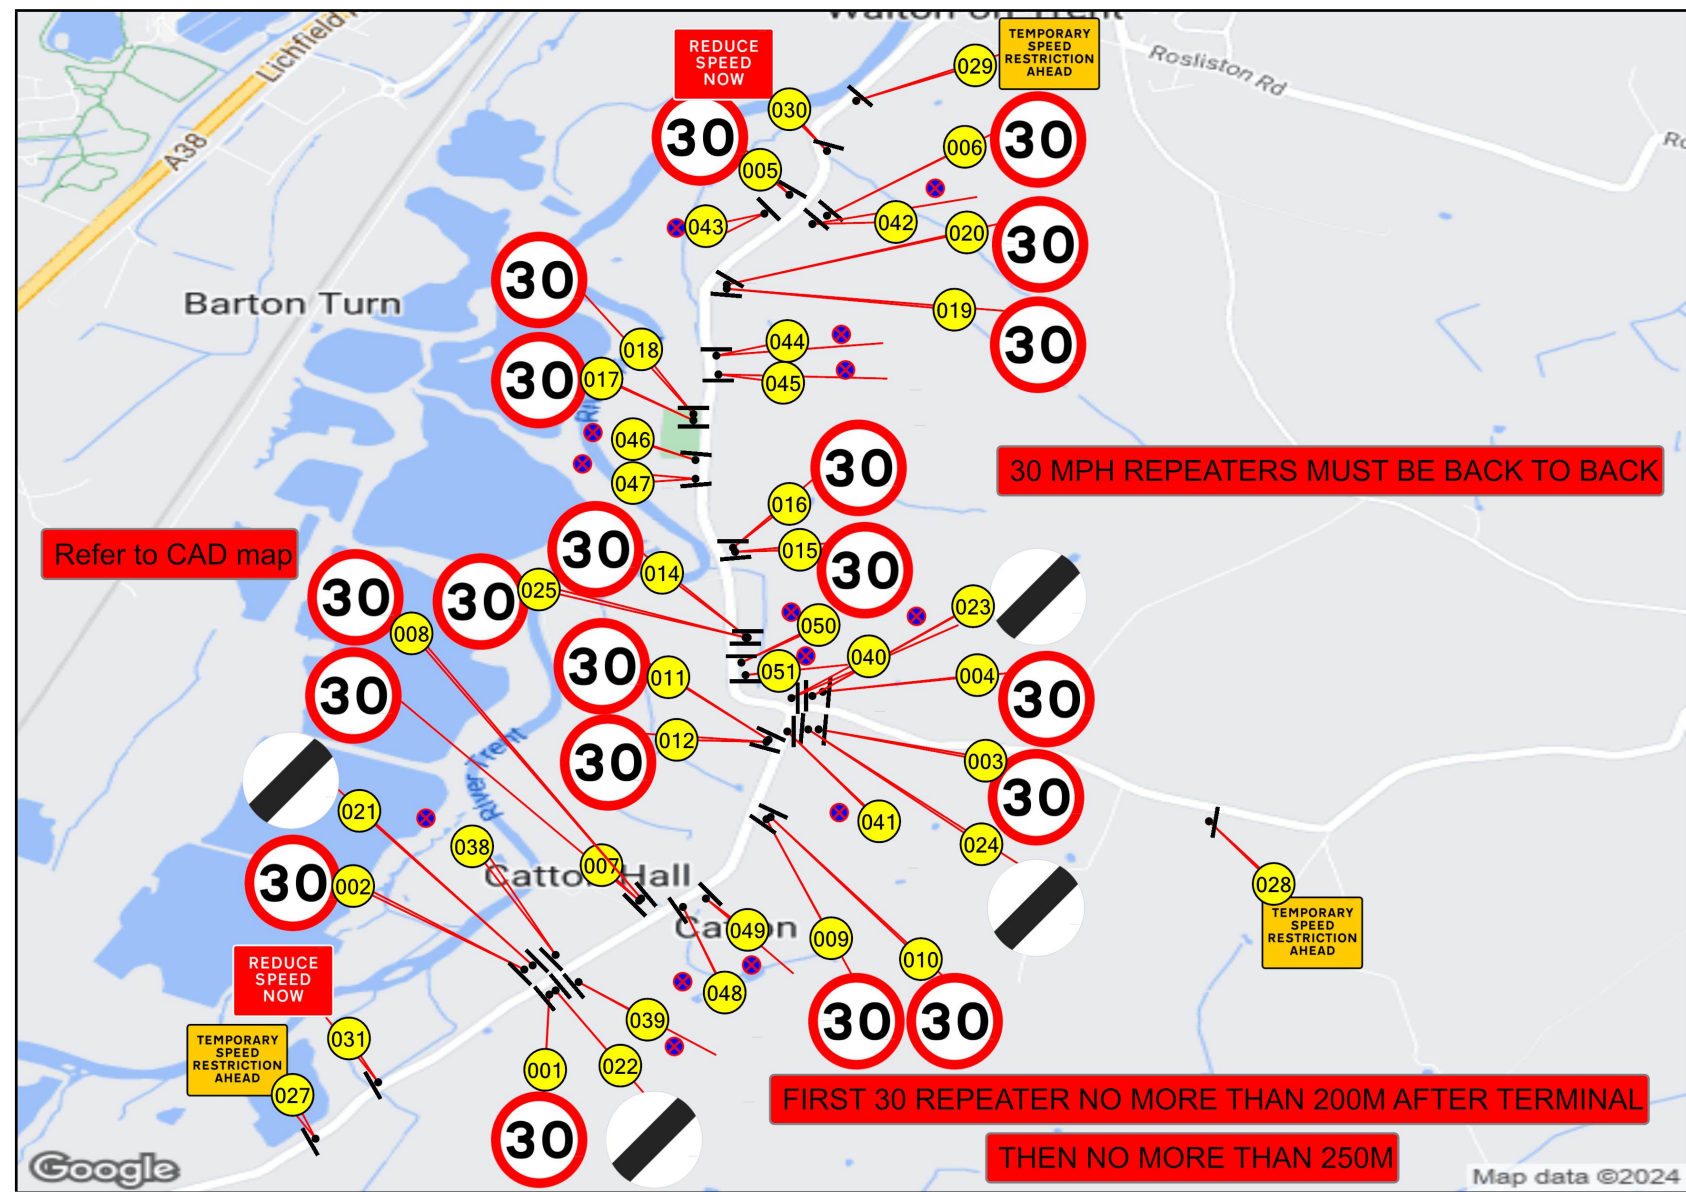 Walton on Trent
Lichfield R
A38
Rosliston Rd
Ro
REDUCE
SPEED
NOW
TEMPORARY
SPEED
RESTRICTION
AHEAD
029
030
30
006
30
005
043
042
020
30
Barton Turn
30
019
30
018
044
30
017
045
046
30
047
30 MPH REPEATERS MUST BE BACK TO BACK
016
Refer to CAD map
30
014
015
30
30
30
025
023
008
050
040
30
011
051
004
30
30
012
003
30
30
River Trent
021
041
024
038
Catton Hall
007
30
002
028
TEMPORARY
SPEED
RESTRICTION
AHEAD
Catton
049
009
010
048
REDUCE
SPEED
NOW
039
30
30
031
TEMPORARY
SPEED
RESTRICTION
AHEAD
027
001
022
30
FIRST 30 REPEATER NO MORE THAN 200M AFTER TERMINAL
THEN NO MORE THAN 250M
Google
Map data ©2024